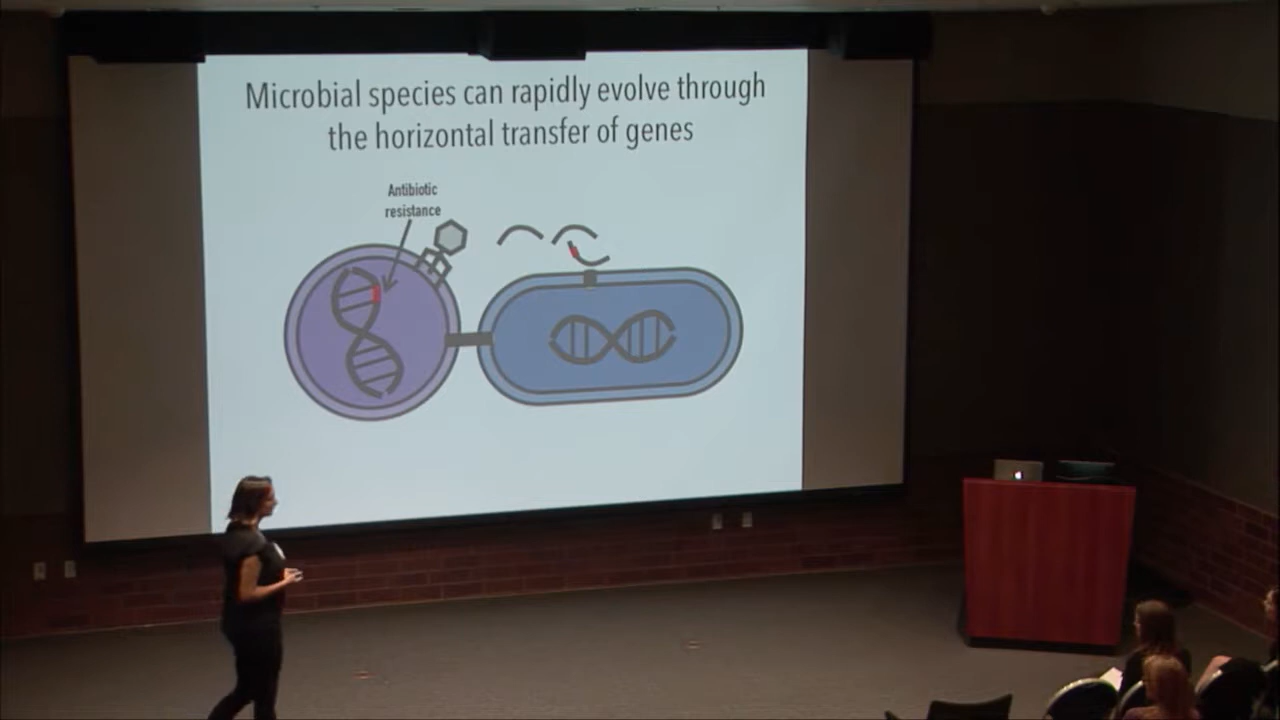 Microbial species can rapidly evolve through
the horizontal transfer of genes
Antibiotic
resistance